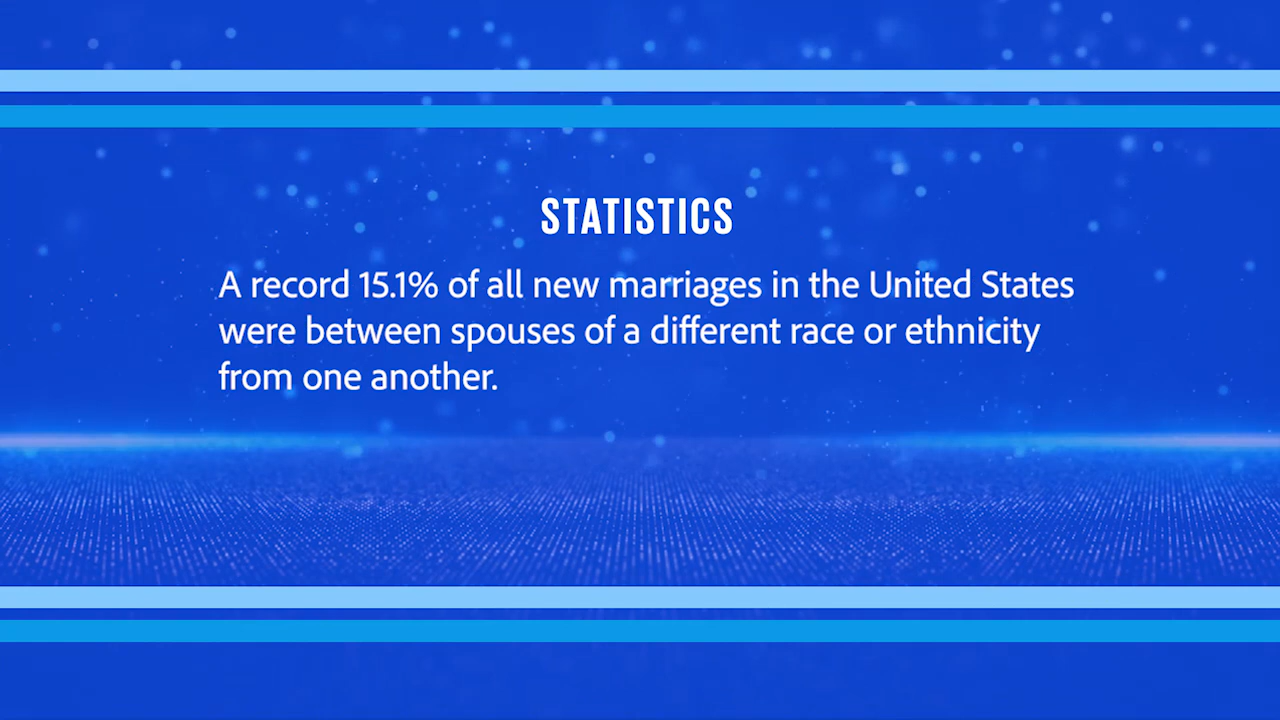 STATISTICS
A record 15.1% of all new marriages in the United States
were between spouses of a different race or ethnicity
from one another.